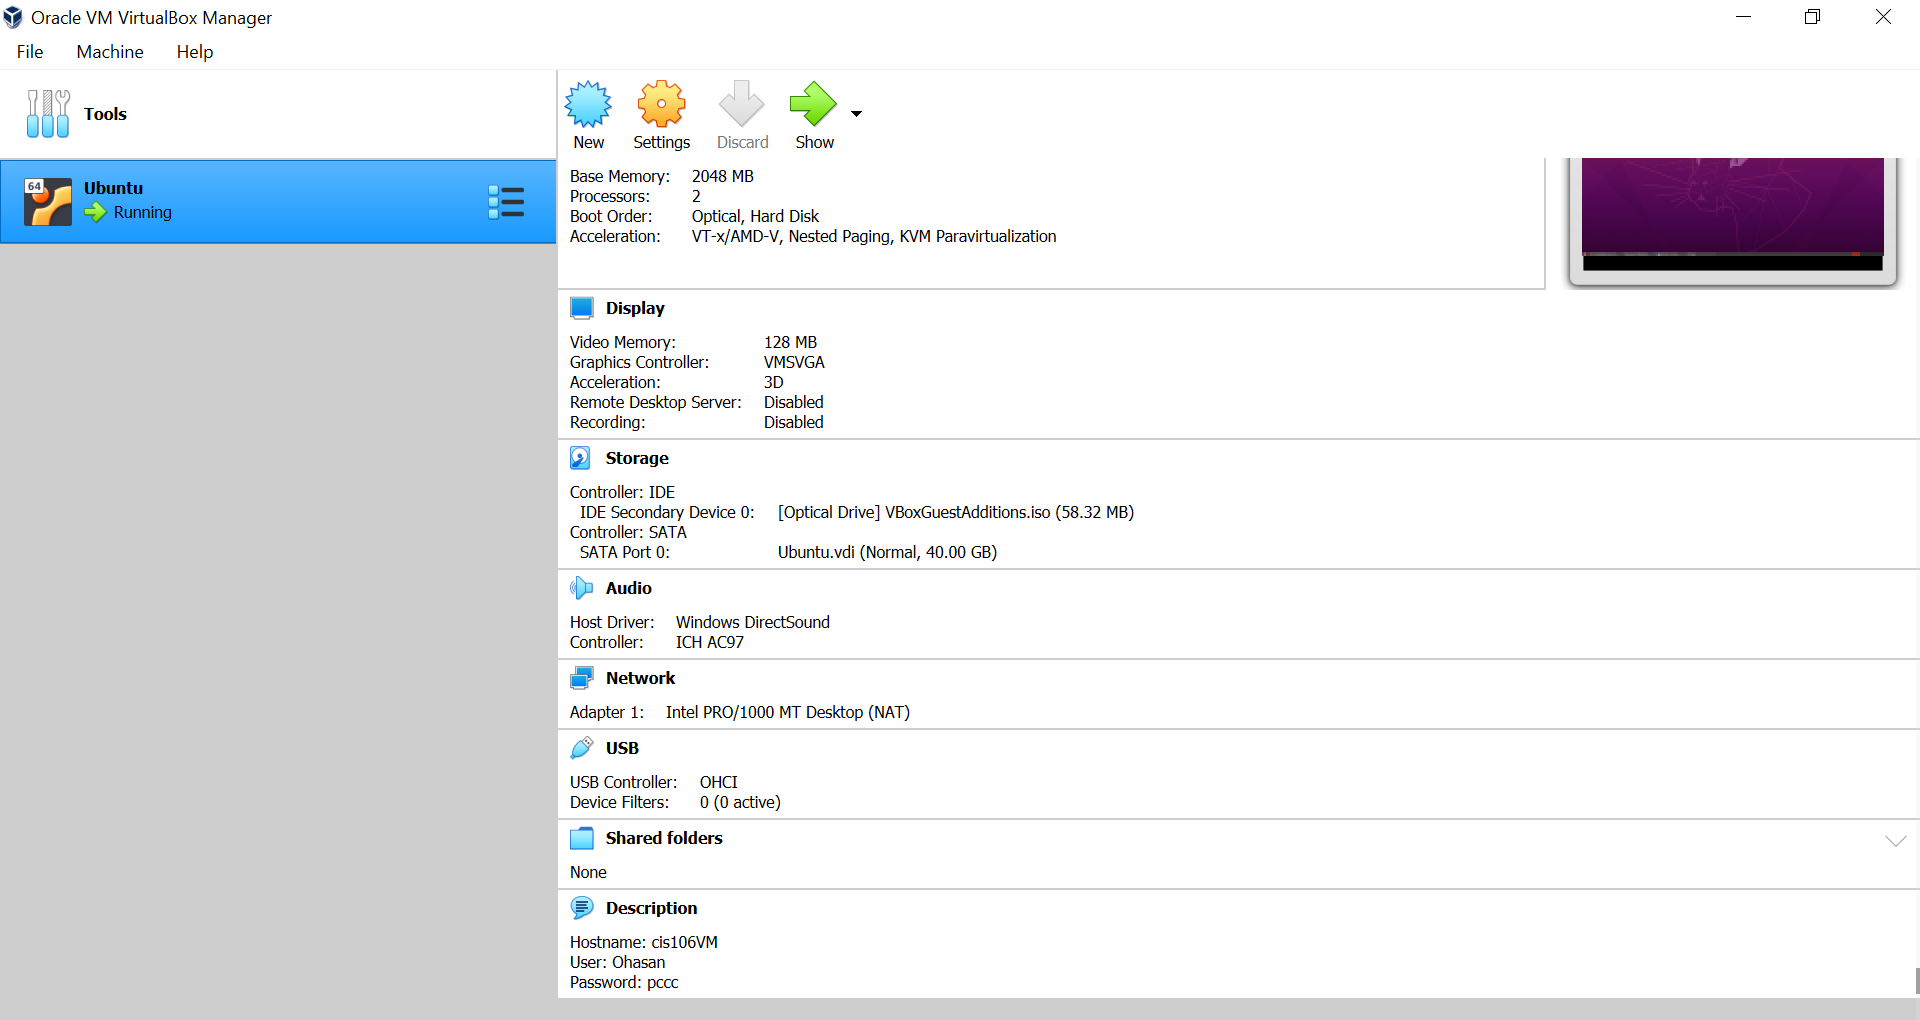 Oracle VM VirtualBox Manager
File Machine Help
Tools
New Settings Discard Show
64
Ubuntu
Running
Base Memory: 2048 MB
Processors: 2
Boot Order: Optical, Hard Disk
Acceleration: VT-x/AMD-V, Nested Paging, KVM Paravirtualization
Display
Video Memory: 128 MB
Graphics Controller: VMSVGA
Acceleration: 3D
Remote Desktop Server: Disabled
Recording: Disabled
Storage
Controller: IDE
IDE Secondary Device 0: [Optical Drive] VBoxGuestAdditions.iso (58.32 MB)
Controller: SATA
SATA Port 0: Ubuntu.vdi (Normal, 40.00 GB)
Audio
Host Driver: Windows DirectSound
Controller: ICH AC97
Network
Adapter 1: Intel PRO/1000 MT Desktop (NAT)
USB
USB Controller: OHCI
Device Filters: 0 (0 active)
Shared folders
None
Description
Hostname: cis106VM
User: Ohasan
Password: pccc